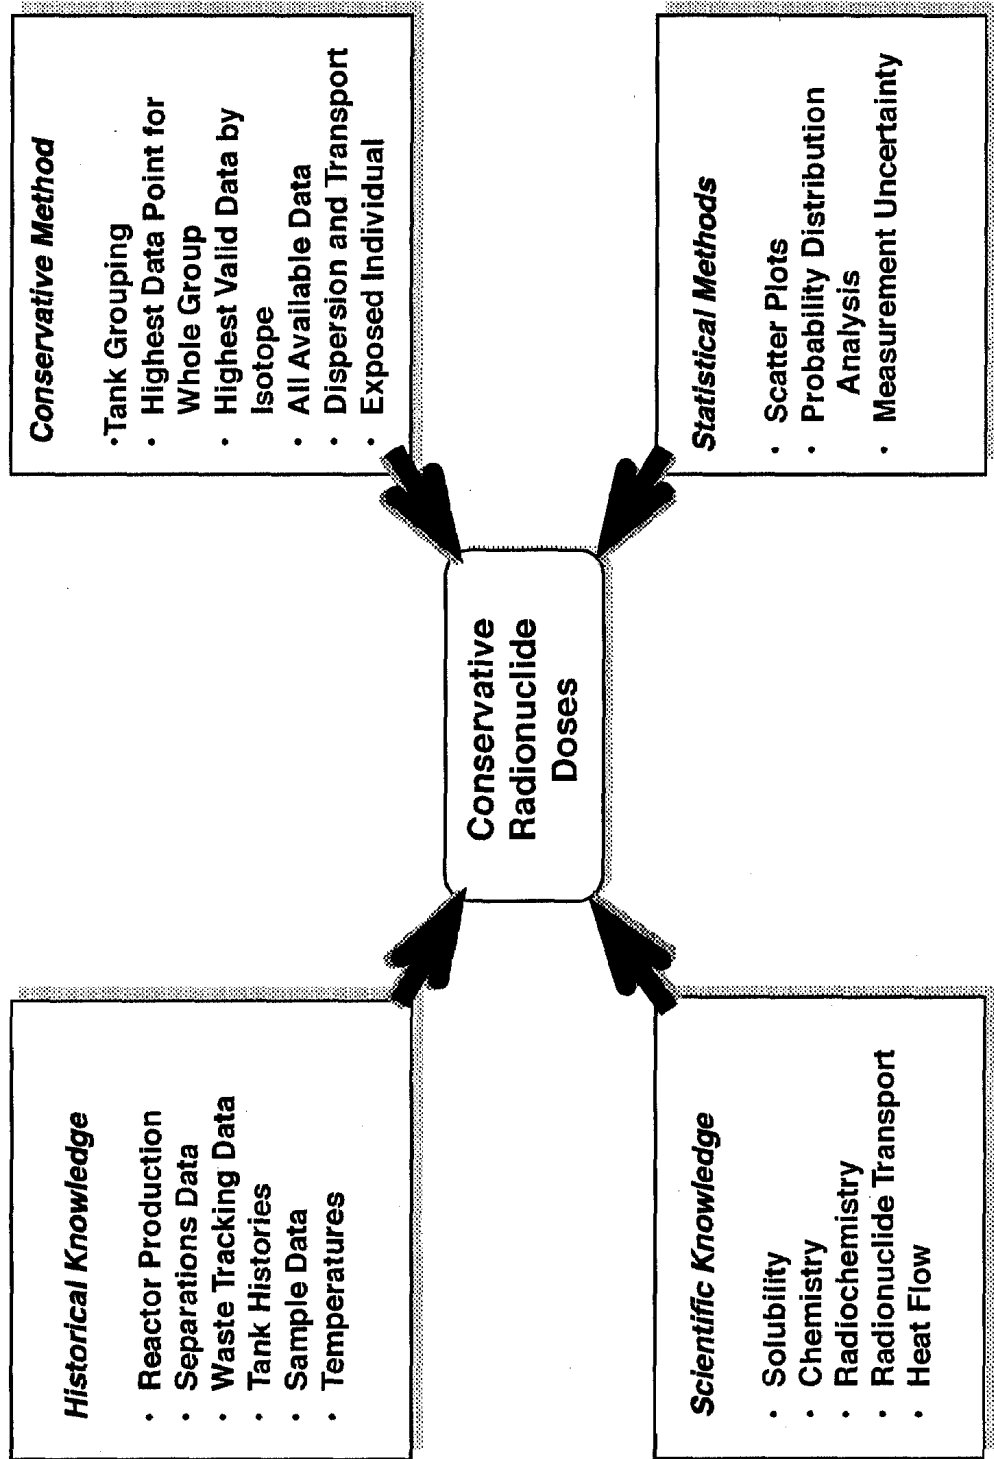 Historical Knowledge
• Reactor Production
• Separations Data
• Waste Tracking Data
• Tank Histories
• Sample Data
• Temperatures
Conservative Method
•Tank Grouping
• Highest Data Point for
Whole Group
• Highest Valid Data by
Isotope
• All Available Data
• Dispersion and Transport
• Exposed Individual
Conservative
Radionuclide
Doses
Scientific Knowledge
• Solubility
• Chemistry
• Radiochemistry
• Radionuclide Transport
• Heat Flow
Statistical Methods
• Scatter Plots
• Probability Distribution
Analysis
• Measurement Uncertainty